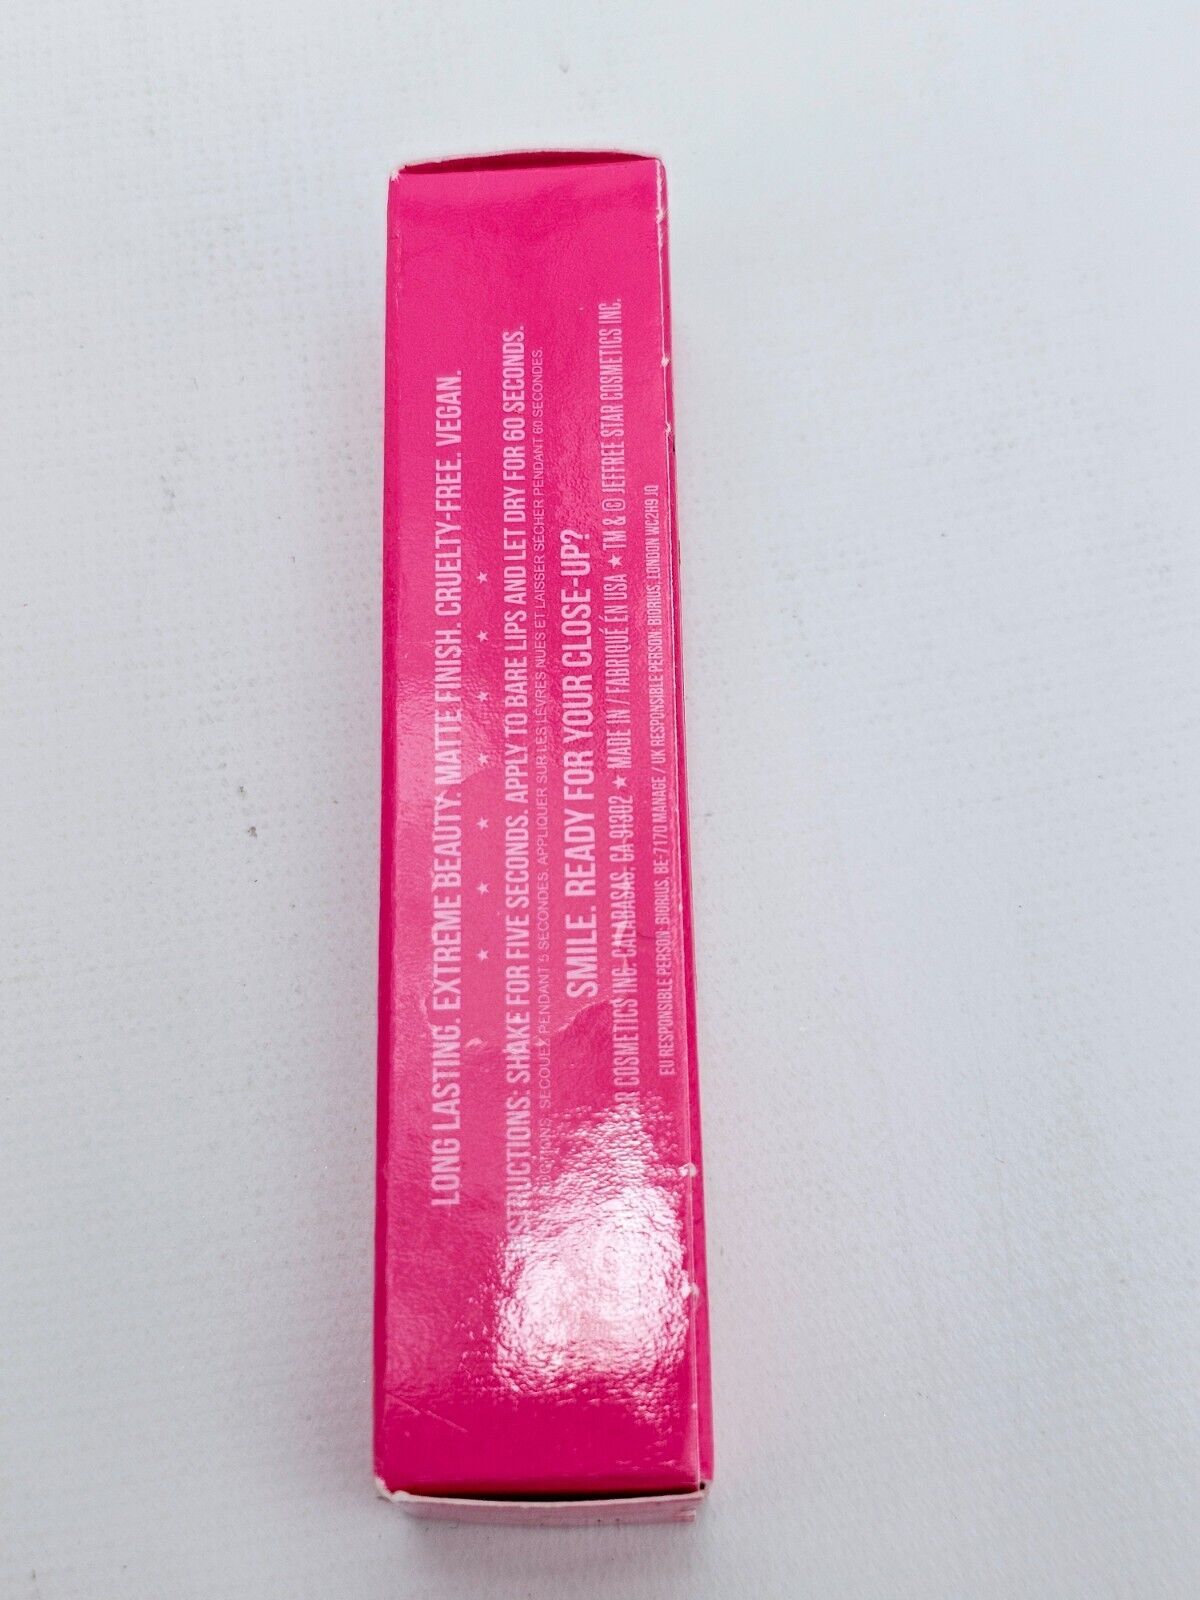 LONG LASTING. EXTREME BEAUTY. MATTE FINISH. CRUELTY-FREE. VEGAN.
★ ★ ★ ★ ★ ★ ★
STRUCTIONS: SHAKE FOR FIVE SECONDS. APPLY TO BARE LIPS AND LET DRY FOR 60 SECONDS.
SECOUEZ PENDANT 5 SECONDES. APPLIQUER SUR LES LÈVRES NUES ET LAISSER SÉCHER PENDANT 60 SECONDES.
SMILE. READY FOR YOUR CLOSE-UP?
R COSMETICS INC. CALABASAS, CA 91302 ★ MADE IN / FABRIQUÉ EN USA ★ TM & © JEFFREE STAR COSMETICS INC.
EU RESPONSIBLE PERSON: BIORIUS, BE-7170 MANAGE / UK RESPONSIBLE PERSON: BIORIUS, LONDON WC2H9 JQ